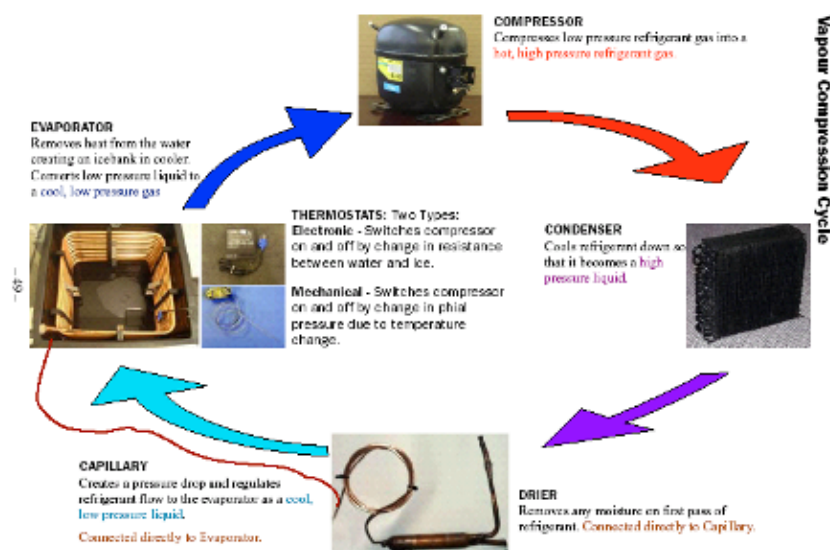 Vapour Compression Cycle
COMPRESSOR
Compresses low pressure refrigerant gas into a
hot, high pressure refrigerant gas.
EVAPORATOR
Removes heat from the water
creating an icebank in cooler.
Converts low pressure liquid to
a cool, low pressure gas
THERMOSTATS: Two Types:
Electronic - Switches compressor
on and off by change in resistance
between water and ice.
Mechanical - Switches compressor
on and off by change in phial
pressure due to temperature
change.
CONDENSER
Cools refrigerant down so
that it becomes a high
pressure liquid.
CAPILLARY
Creates a pressure drop and regulates
refrigerant flow to the evaporator as a cool,
low pressure liquid.
Connected directly to Evaporator.
DRIER
Removes any moisture on first pass of
refrigerant. Connected directly to Capillary.
-49-